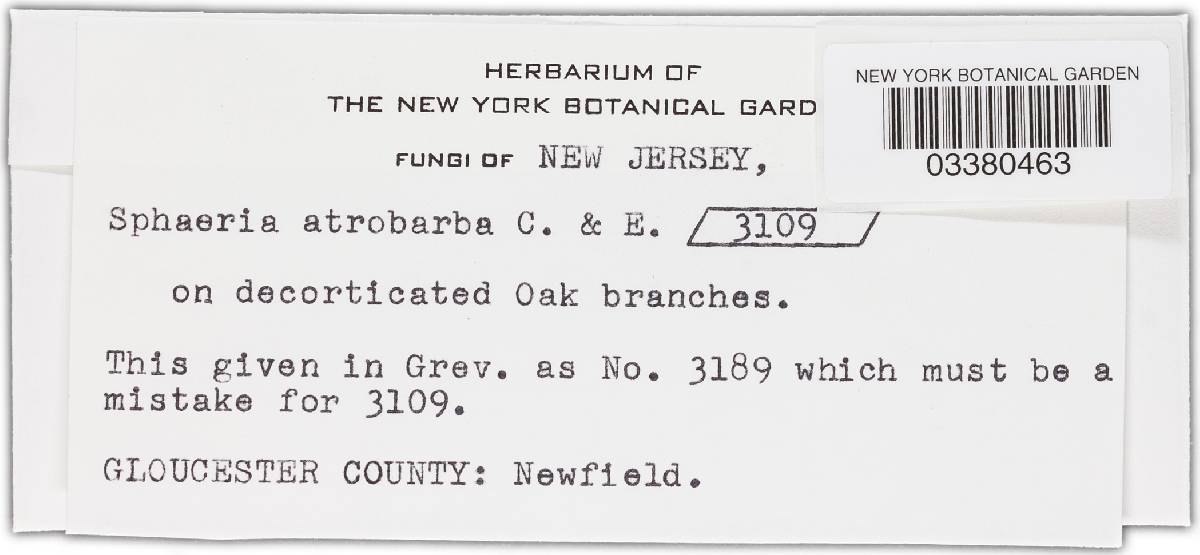 HERBARIUM OF
THE NEW YORK BOTANICAL GARD
FUNGI OF NEW JERSEY,
NEW YORK BOTANICAL GARDEN
03380463
Sphaeria atrobarba C. & E. 3109
on decorticated Oak branches.
This given in Grev. as No. 3189 which must be a
mistake for 3109.
GLOUCESTER COUNTY: Newfield.